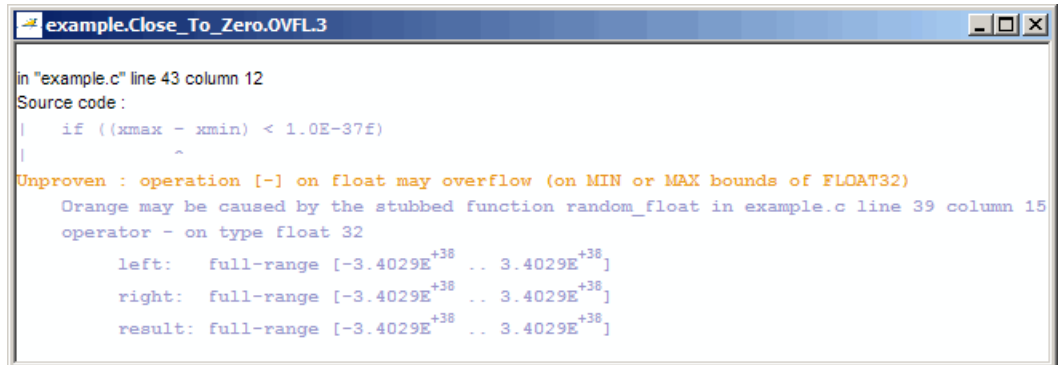 example.Close_To_Zero.OVFL.3
in "example.c" line 43 column 12
Source code :
|   if ((xmax - xmin) < 1.0E-37f)
|             ^
Unproven : operation [-] on float may overflow (on MIN or MAX bounds of FLOAT32)
Orange may be caused by the stubbed function random_float in example.c line 39 column 15
operator - on type float 32
left:   full-range [-3.4029E+38 .. 3.4029E+38]
right:  full-range [-3.4029E+38 .. 3.4029E+38]
result: full-range [-3.4029E+38 .. 3.4029E+38]